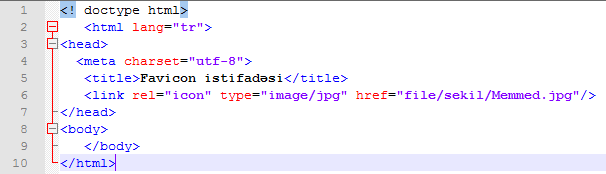 1 <! doctype html>
2 <html lang="tr">
3 <head>
4 <meta charset="utf-8">
5 <title>Favicon istifadəsi</title>
6 <link rel="icon" type="image/jpg" href="file/sekil/Memmed.jpg"/>
7 </head>
8 <body>
9 </body>
10 </html>